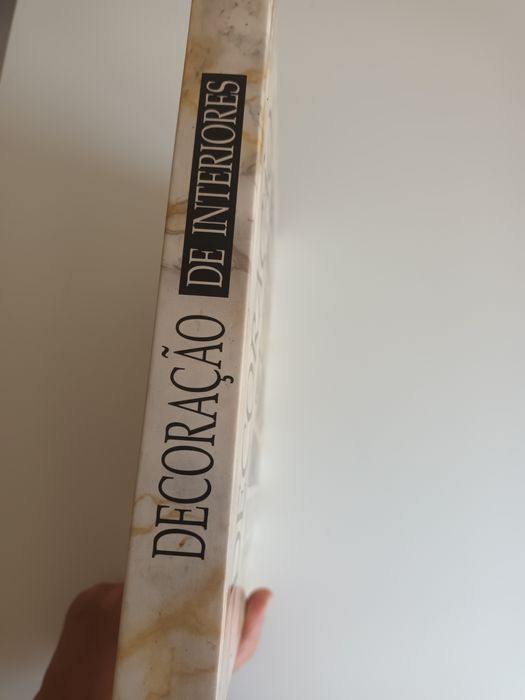 DECORAÇÃO DE INTERIORES